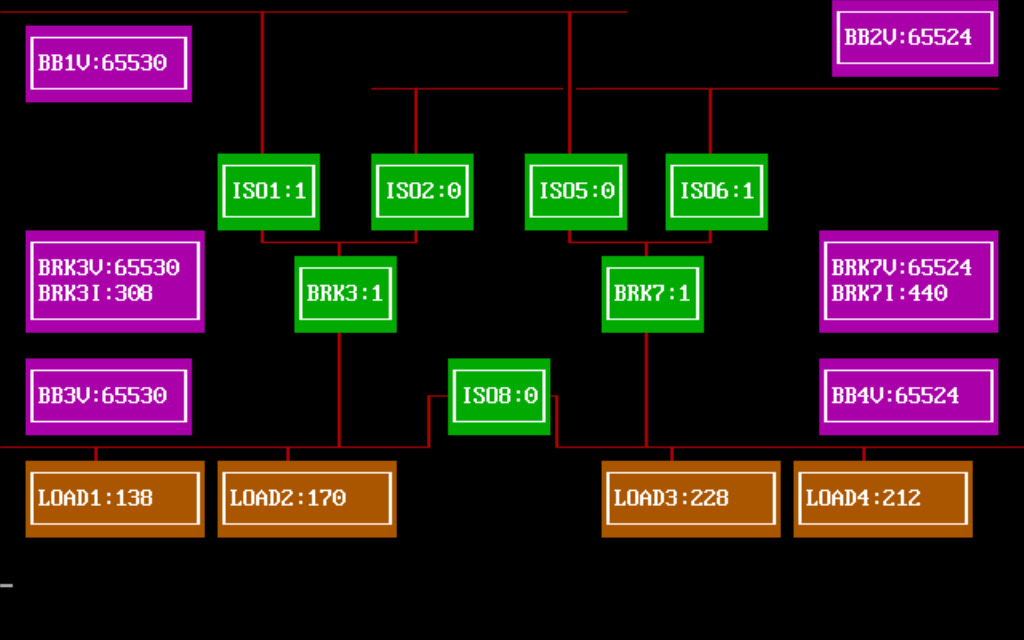 BB1V:65530
BB2V:65524
ISO1:1
ISO2:0
ISO5:0
ISO6:1
BRK3V:65530
BRK3I:308
BRK3:1
BRK7:1
BRK7V:65524
BRK7I:440
BB3V:65530
ISO8:0
BB4V:65524
LOAD1:138
LOAD2:170
LOAD3:228
LOAD4:212